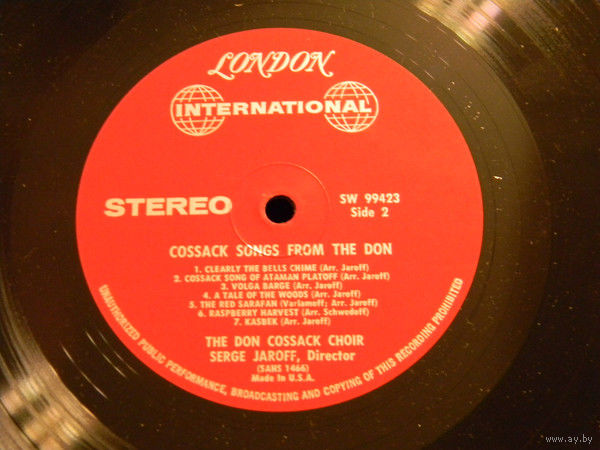 LONDON
INTERNATIONAL
STEREO
SW 99423
Side 2
COSSACK SONGS FROM THE DON
1. CLEARLY THE BELLS CHIME (Arr. Jaroff)
2. COSSACK SONG OF ATAMAN PLATOFF (Arr. Jaroff)
3. VOLGA BARGE (Arr. Jaroff)
4. A TALE OF THE WOODS (Arr. Jaroff)
5. THE RED SARAFAN (Varlamoff; Arr. Jaroff)
6. RASPBERRY HARVEST (Arr. Schwedoff)
7. KASBEK (Arr. Jaroff)
THE DON COSSACK CHOIR
SERGE JAROFF, Director
(SAHS 1466)
Made In U.S.A.
UNAUTHORIZED PUBLIC PERFORMANCE, BROADCASTING AND COPYING OF THIS RECORDING PROHIBITED
www.ay.by